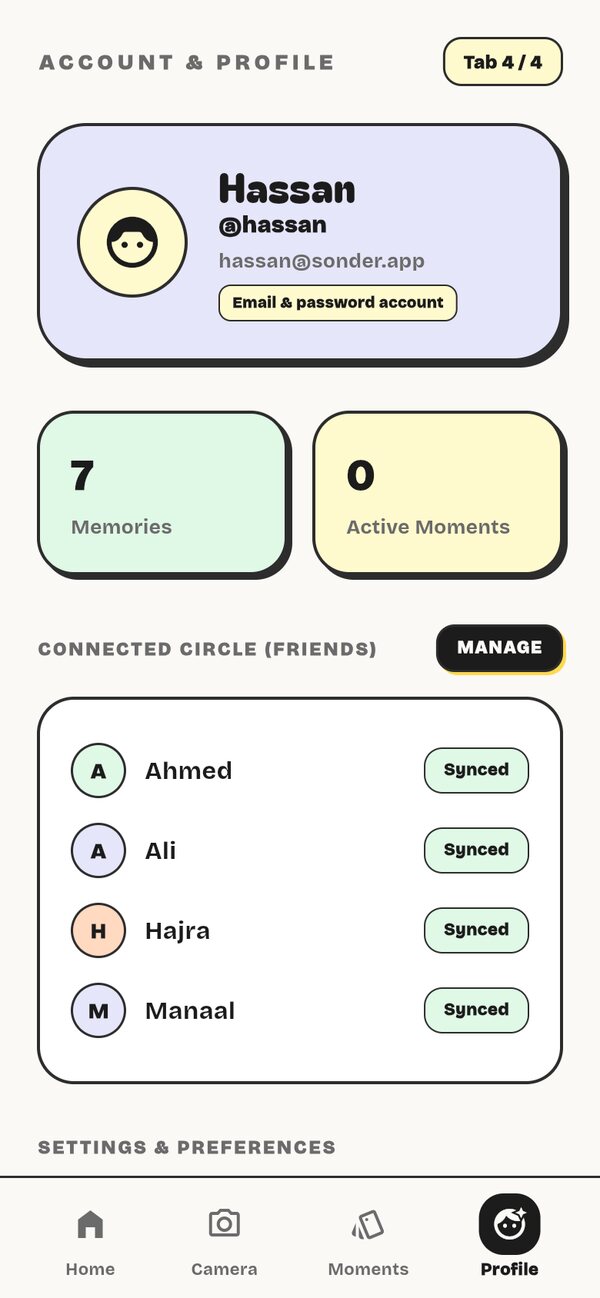 ACCOUNT & PROFILE
Tab 4 / 4
Hassan
@hassan
hassan@sonder.app
Email & password account
7
Memories
0
Active Moments
CONNECTED CIRCLE (FRIENDS)
MANAGE
A
Ahmed
Synced
A
Ali
Synced
H
Hajra
Synced
M
Manaal
Synced
SETTINGS & PREFERENCES
Home
Camera
Moments
Profile